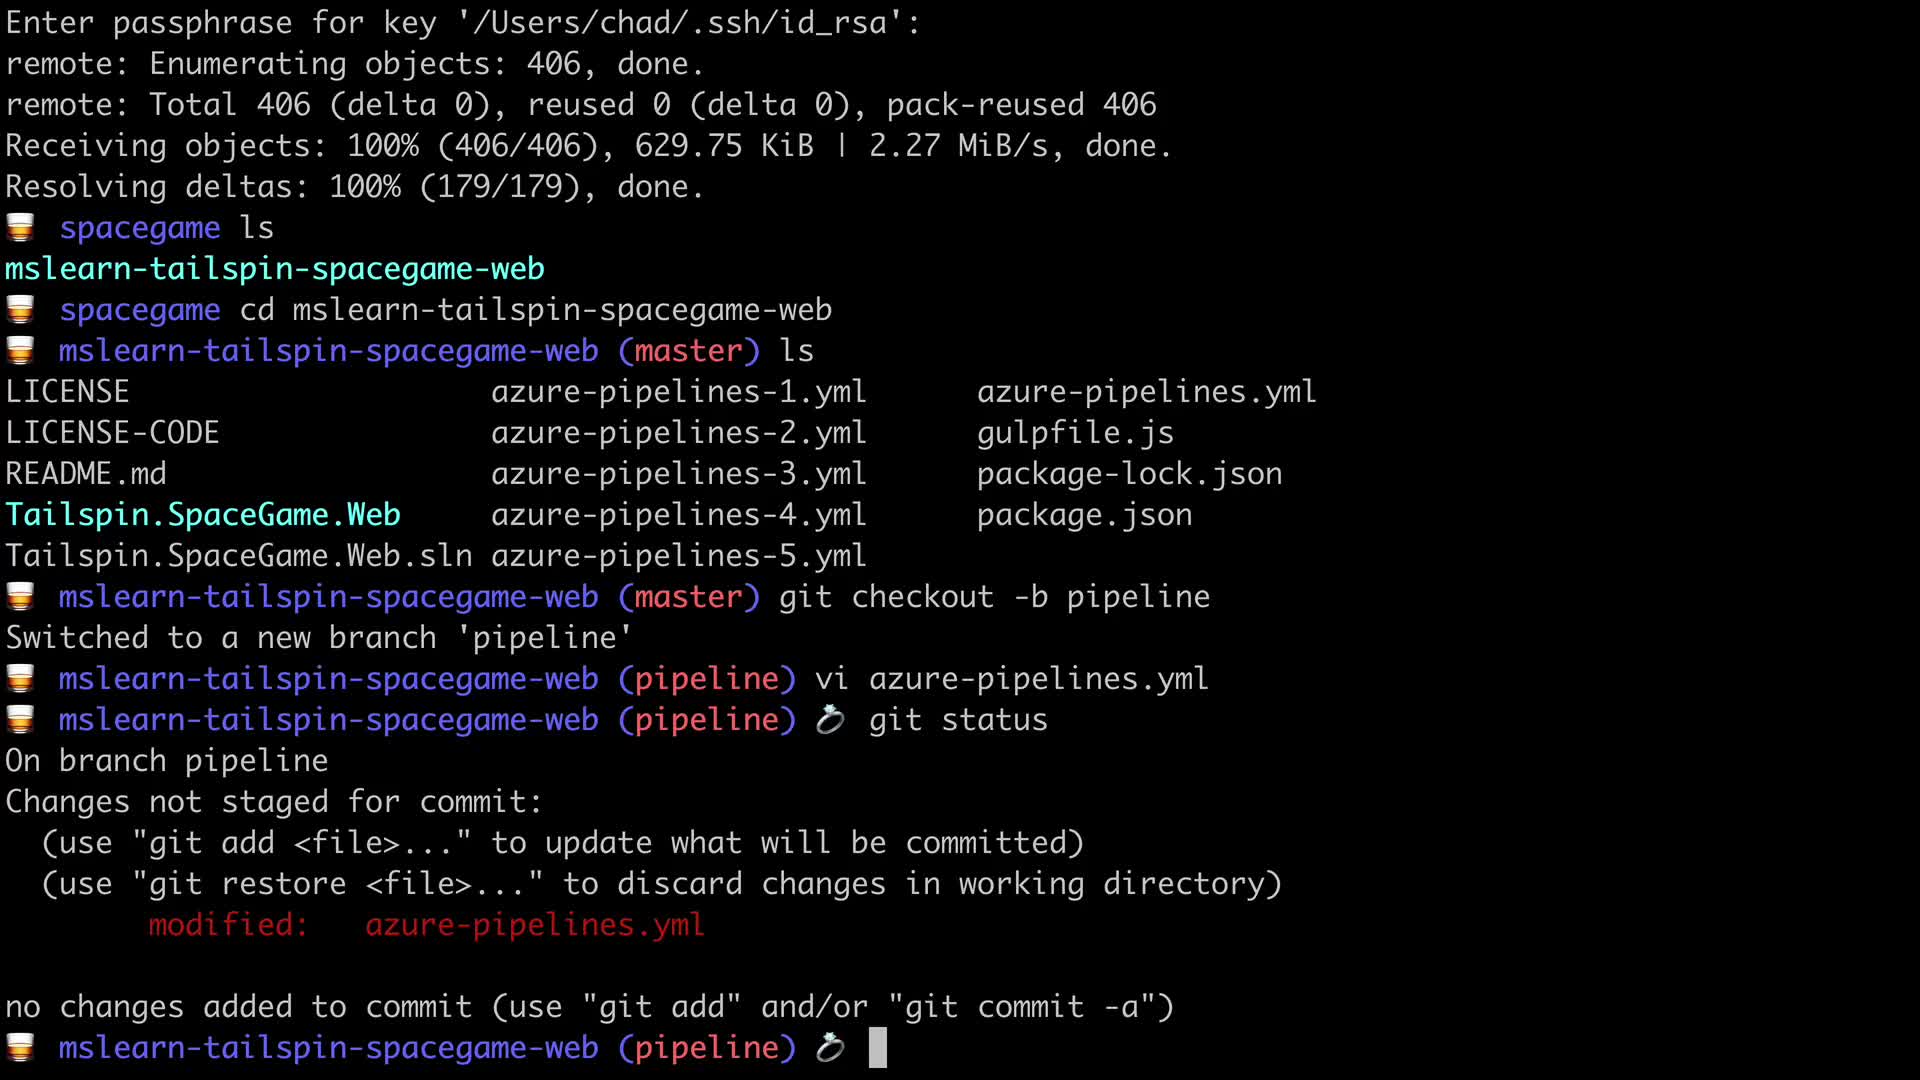 Enter passphrase for key '/Users/chad/.ssh/id_rsa':
remote: Enumerating objects: 406, done.
remote: Total 406 (delta 0), reused 0 (delta 0), pack-reused 406
Receiving objects: 100% (406/406), 629.75 KiB | 2.27 MiB/s, done.
Resolving deltas: 100% (179/179), done.
🥃 spacegame ls
mslearn-tailspin-spacegame-web
🥃 spacegame cd mslearn-tailspin-spacegame-web
🥃 mslearn-tailspin-spacegame-web (master) ls
LICENSE azure-pipelines-1.yml azure-pipelines.yml
LICENSE-CODE azure-pipelines-2.yml gulpfile.js
README.md azure-pipelines-3.yml package-lock.json
Tailspin.SpaceGame.Web azure-pipelines-4.yml package.json
Tailspin.SpaceGame.Web.sln azure-pipelines-5.yml
🥃 mslearn-tailspin-spacegame-web (master) git checkout -b pipeline
Switched to a new branch 'pipeline'
🥃 mslearn-tailspin-spacegame-web (pipeline) vi azure-pipelines.yml
🥃 mslearn-tailspin-spacegame-web (pipeline) 💍 git status
On branch pipeline
Changes not staged for commit:
(use "git add <file>..." to update what will be committed)
(use "git restore <file>..." to discard changes in working directory)
modified: azure-pipelines.yml
no changes added to commit (use "git add" and/or "git commit -a")
🥃 mslearn-tailspin-spacegame-web (pipeline) 💍